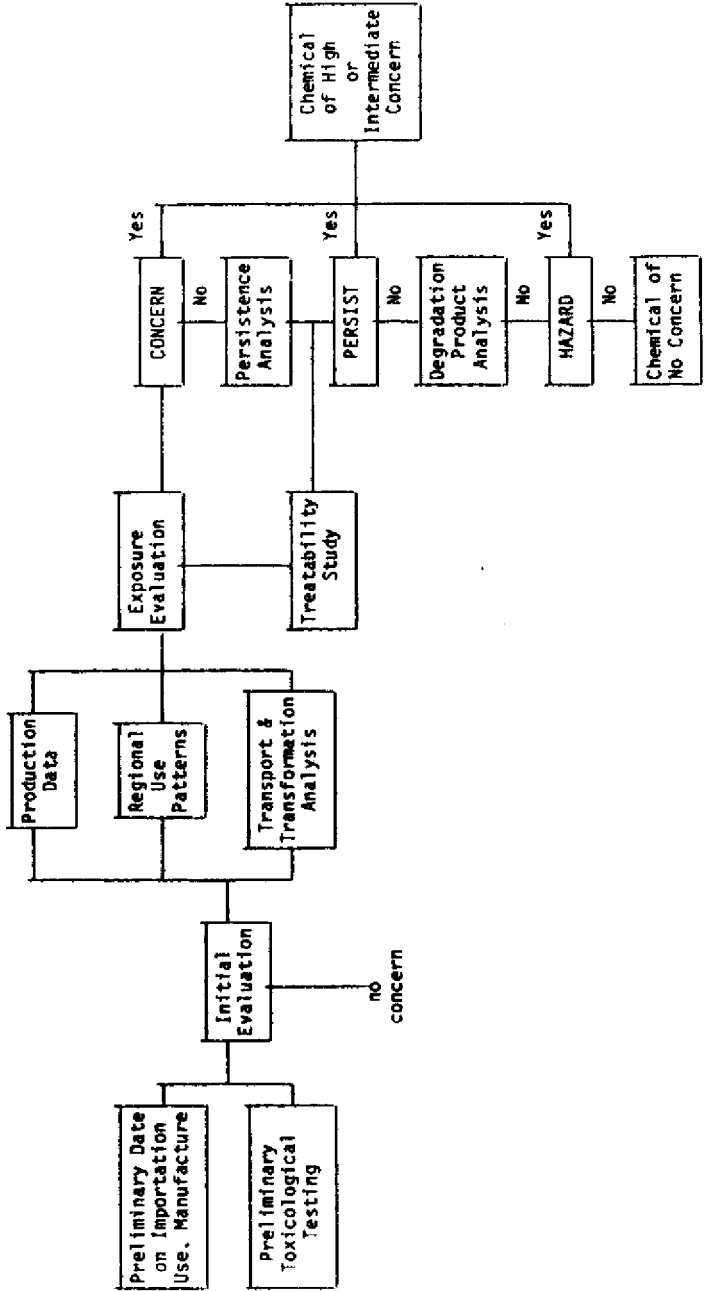 Preliminary Date
on Importation
Use. Manufacture
Preliminary
Toxicological
Testing
Initial
Evaluation
no
concern
Production
Data
Regional
Use
Patterns
Transport &
Transformation
Analysis
Exposure
Evaluation
Treatability
Study
CONCERN
Yes
No
Persistence
Analysis
PERSIST
Yes
No
Degradation
Product
Analysis
No
HAZARD
Yes
No
Chemical of
No Concern
Chemical
of High
or
Intermediate
Concern